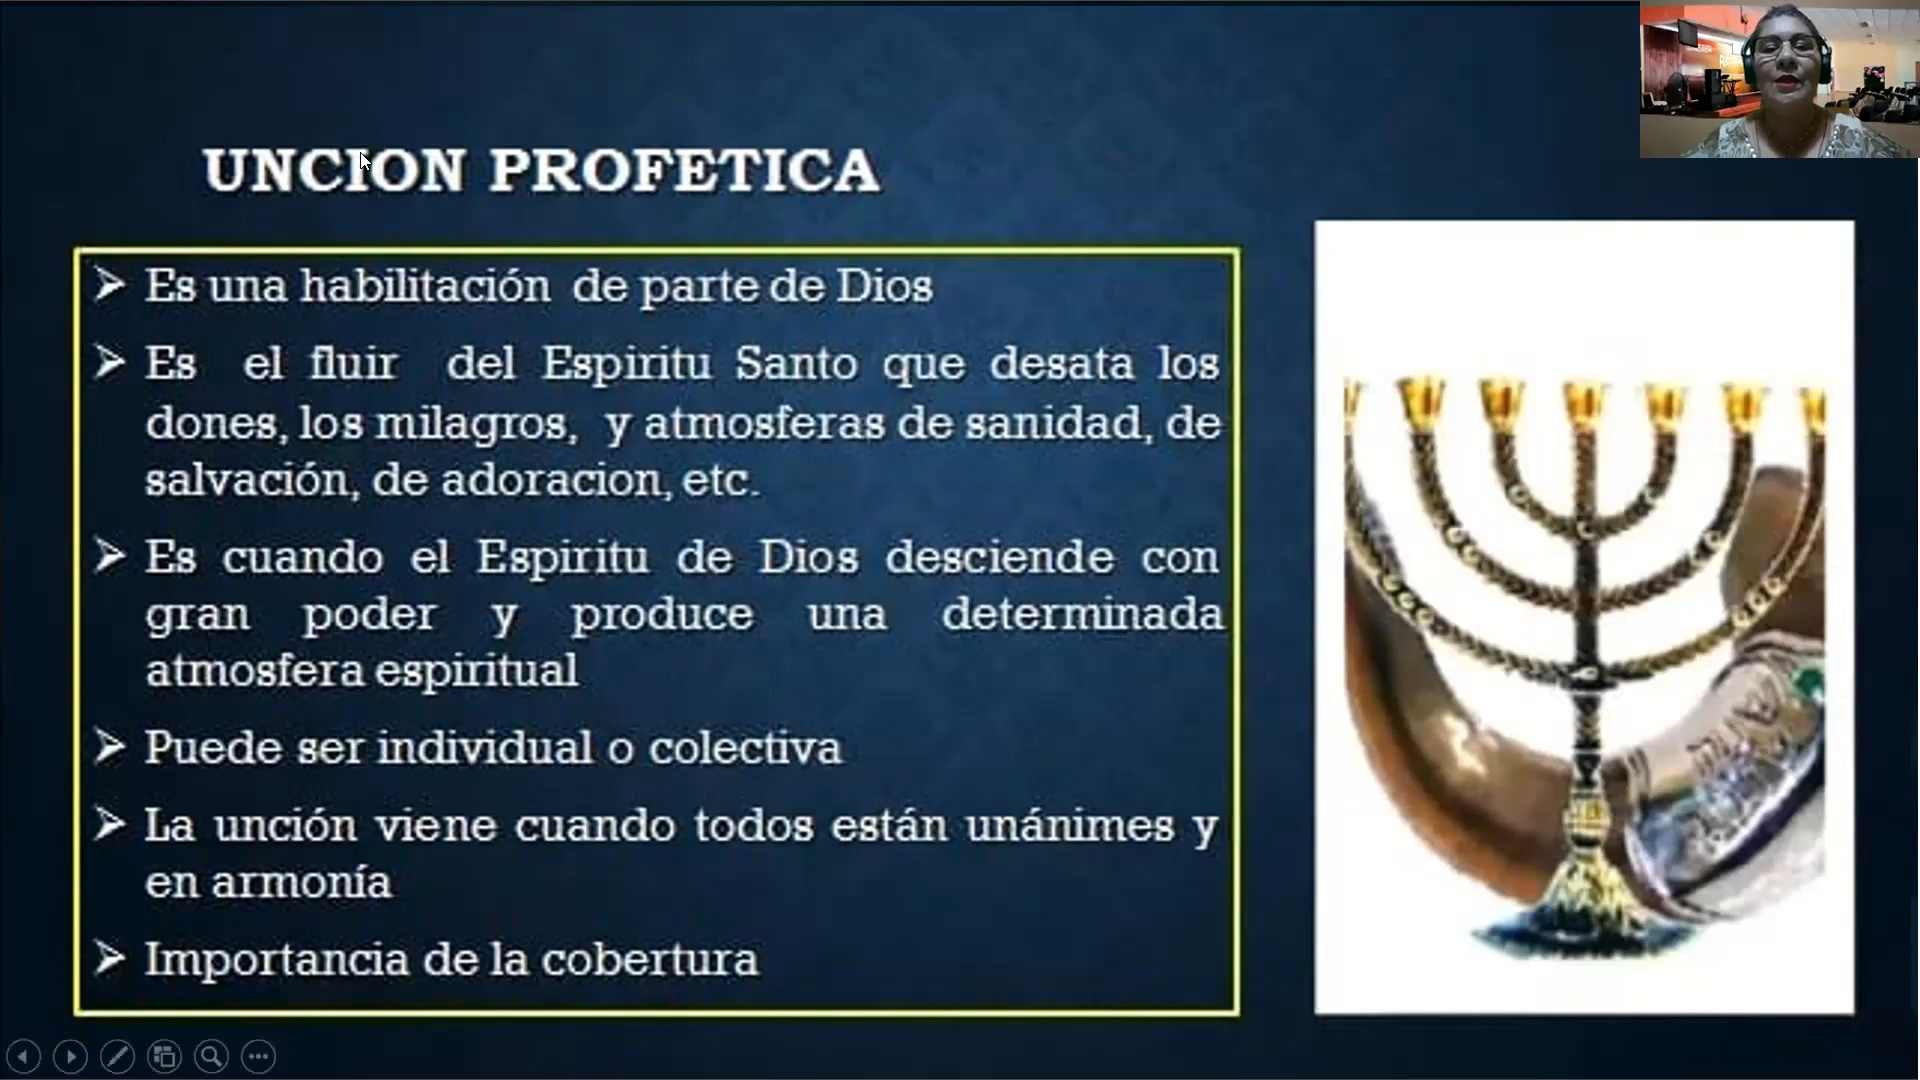 UNCION PROFETICA
Es una habilitación de parte de Dios
Es el fluir del Espiritu Santo que desata los
dones, los milagros, y atmosferas de sanidad, de
salvación, de adoracion, etc.
Es cuando el Espiritu de Dios desciende con
gran poder y produce una determinada
atmosfera espiritual
Puede ser individual o colectiva
La unción viene cuando todos están unánimes y
en armonía
Importancia de la cobertura